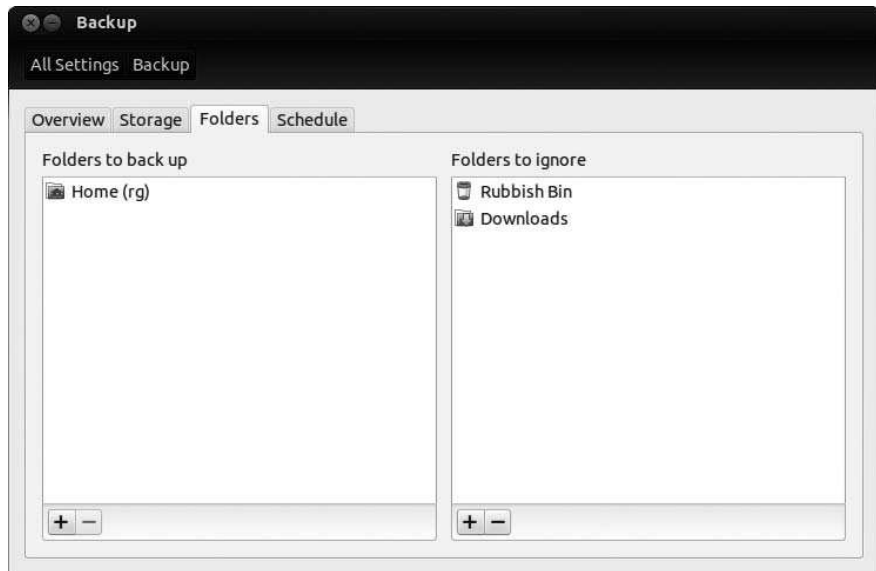 Backup
All Settings Backup
Overview Storage Folders Schedule
Folders to back up
Home (rg)
+ −
Folders to ignore
Rubbish Bin
Downloads
+ −